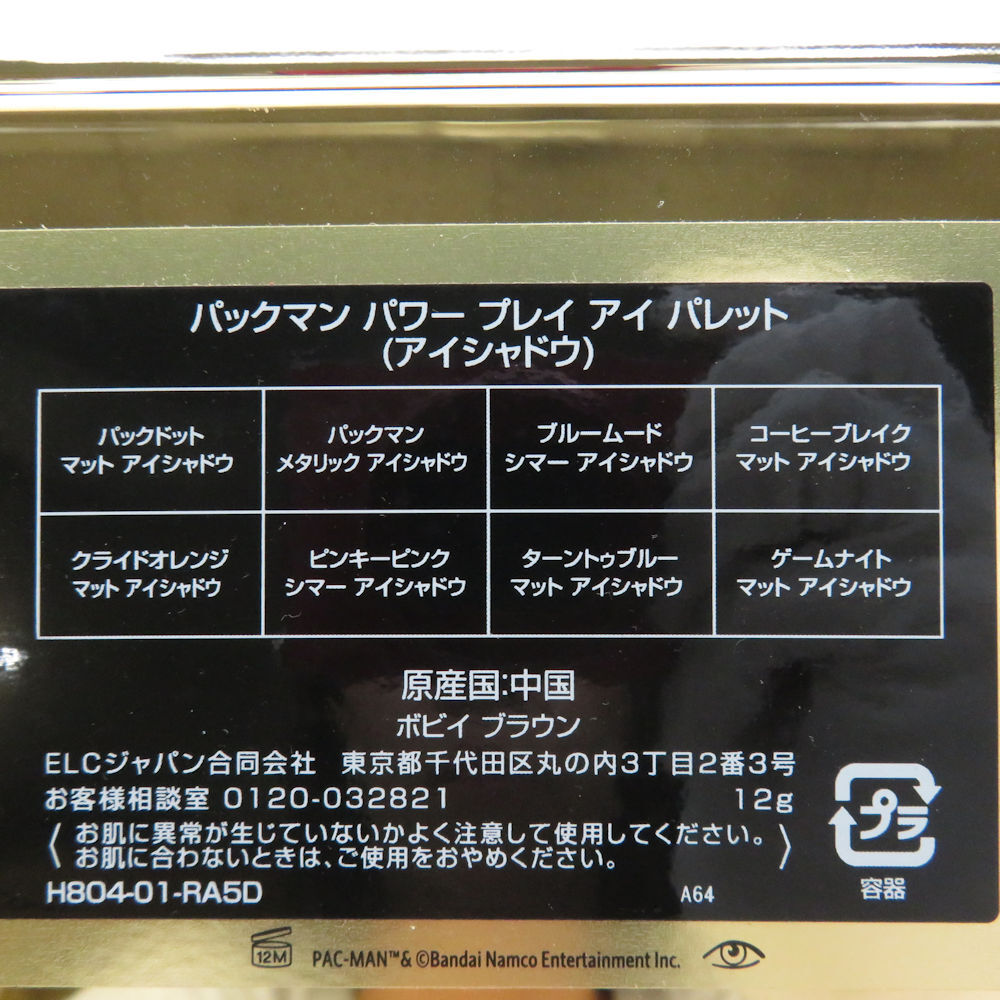 パックマン パワー プレイ アイ パレット
(アイシャドウ)
パックドット
マット アイシャドウ
パックマン
メタリック アイシャドウ
ブルームード
シマー アイシャドウ
コーヒーブレイク
マット アイシャドウ
クライドオレンジ
マット アイシャドウ
ピンキーピンク
シマー アイシャドウ
ターントゥブルー
マット アイシャドウ
ゲームナイト
マット アイシャドウ
原産国:中国
ボビイ ブラウン
ELCジャパン合同会社 東京都千代田区丸の内3丁目2番3号
お客様相談室 0120-032821 12g
〈お肌に異常が生じていないかよく注意して使用してください。
お肌に合わないときは、ご使用をおやめください。〉
プラ
容器
H804-01-RA5D A64
12M PAC-MAN™& ©Bandai Namco Entertainment Inc.